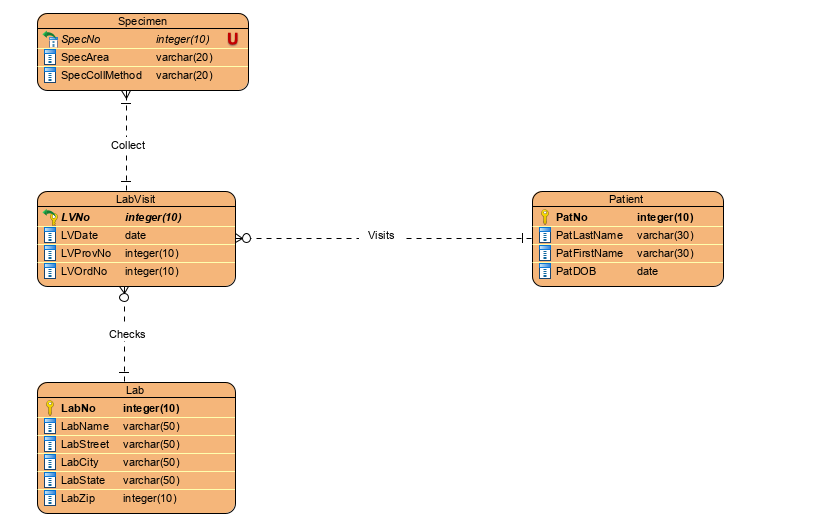 Specimen
SpecNo integer(10) U
SpecArea varchar(20)
SpecCollMethod varchar(20)
Collect
LabVisit
LVNo integer(10)
LVDate date
LVProvNo integer(10)
LVOrdNo integer(10)
Visits
Patient
PatNo integer(10)
PatLastName varchar(30)
PatFirstName varchar(30)
PatDOB date
Checks
Lab
LabNo integer(10)
LabName varchar(50)
LabStreet varchar(50)
LabCity varchar(50)
LabState varchar(50)
LabZip integer(10)